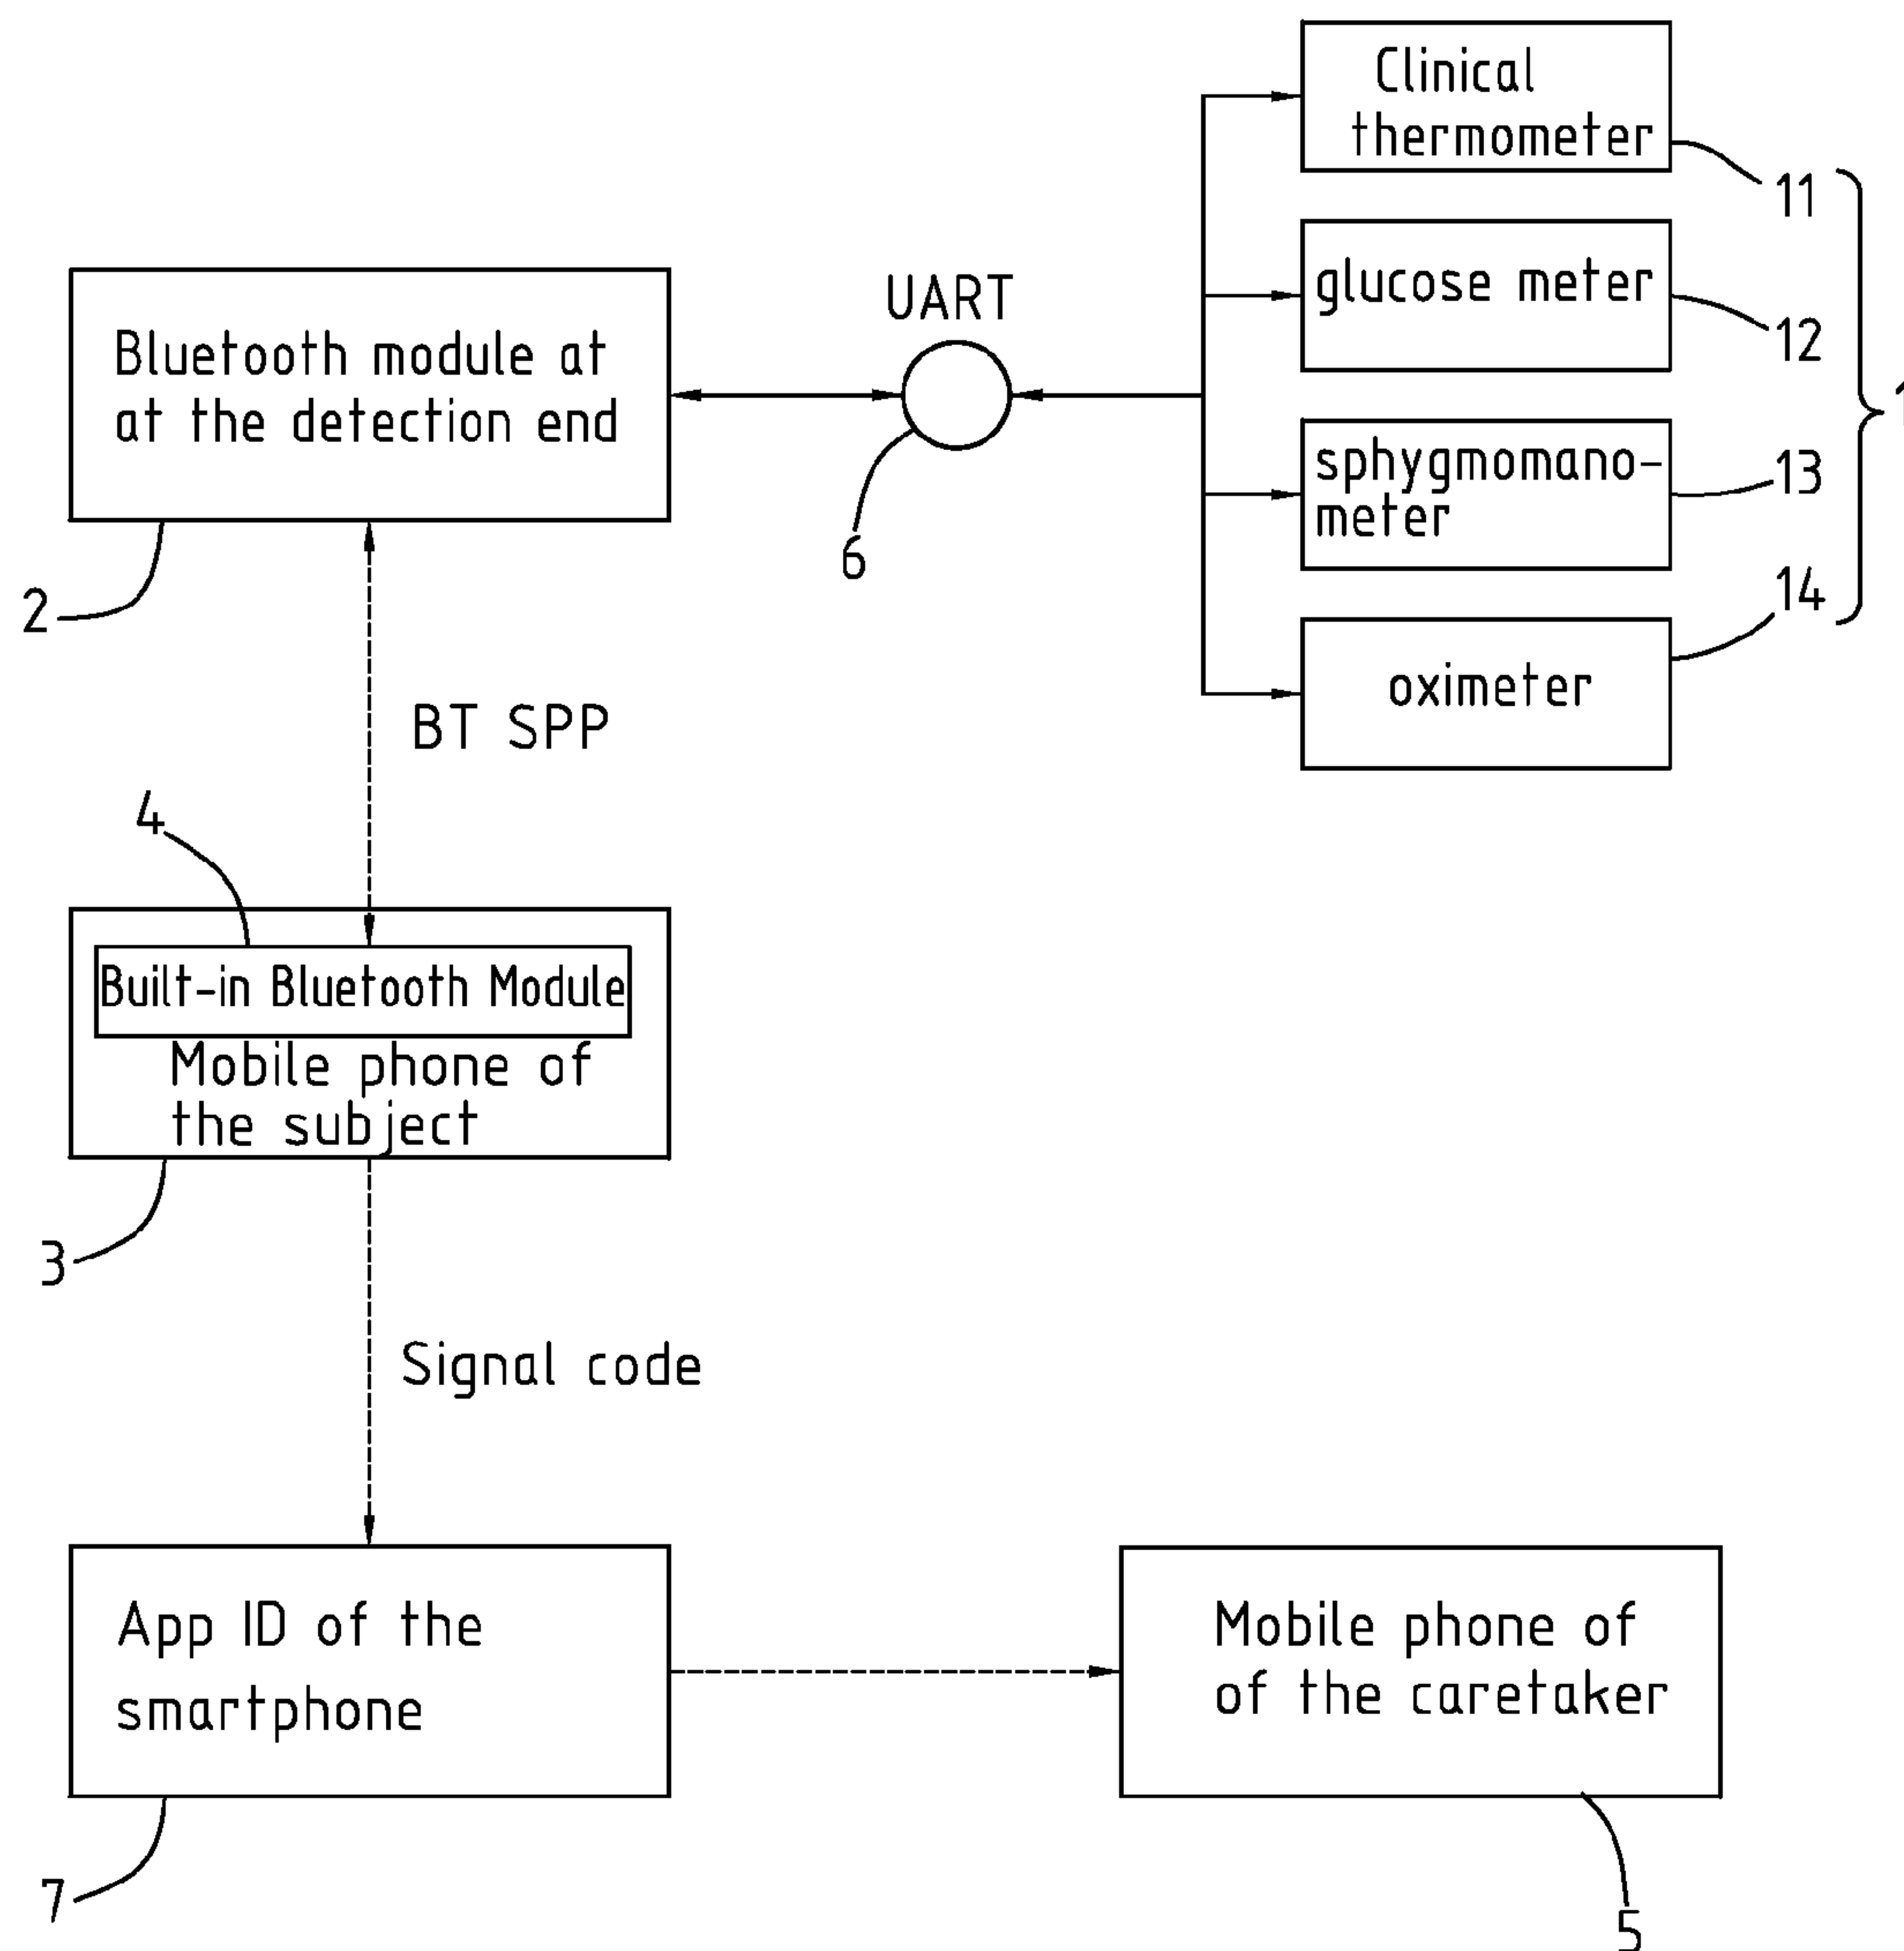 Clinical
thermometer
11
glucose meter
12
1
sphygmomano-
meter
13
oximeter
14
UART
6
Bluetooth module at
at the detection end
2
BT SPP
4
Built-in Bluetooth Module
Mobile phone of
the subject
3
Signal code
App ID of the
smartphone
7
Mobile phone of
of the caretaker
5